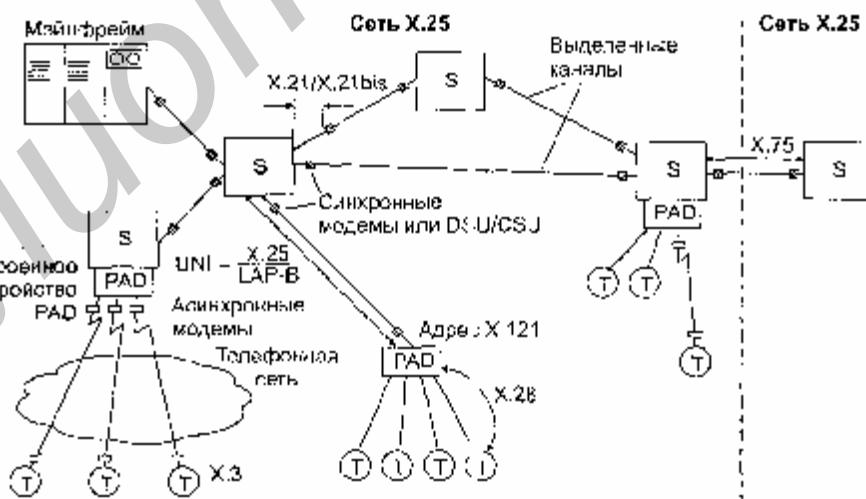 Сеть X.25
Сеть X.25
Мэйнфрейм
Выделенные
каналы
X.21/X.21bis
S
S
S
S
X.75
PAD
Синхронные
модемы или DSU/CSU
S
PAD
UNI – X.25
LAP-B
PAD
Асинхронные
модемы
Адрес X.121
PAD
Телефонная
сеть
X.28
T
T
T
T
T
T
T
T
T
X.3